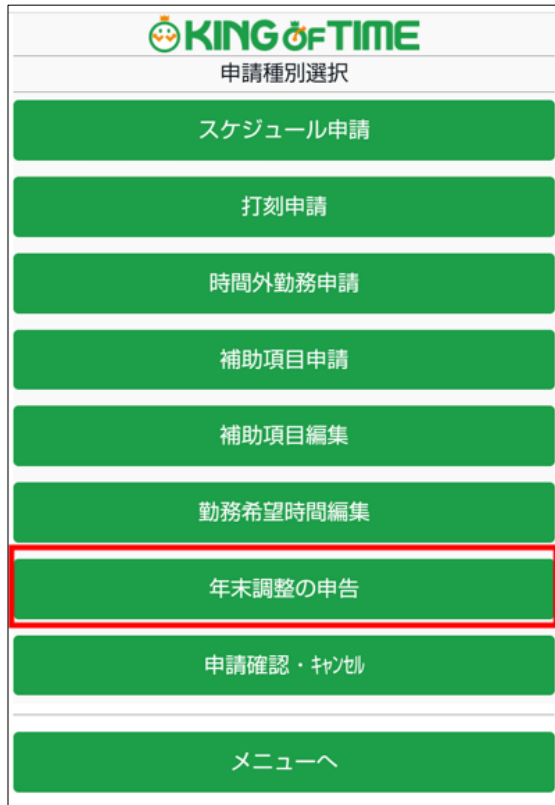 KING OF TIME
申請種別選択
スケジュール申請
打刻申請
時間外勤務申請
補助項目申請
補助項目編集
勤務希望時間編集
年末調整の申告
申請確認・ｷｬﾝｾﾙ
メニューへ